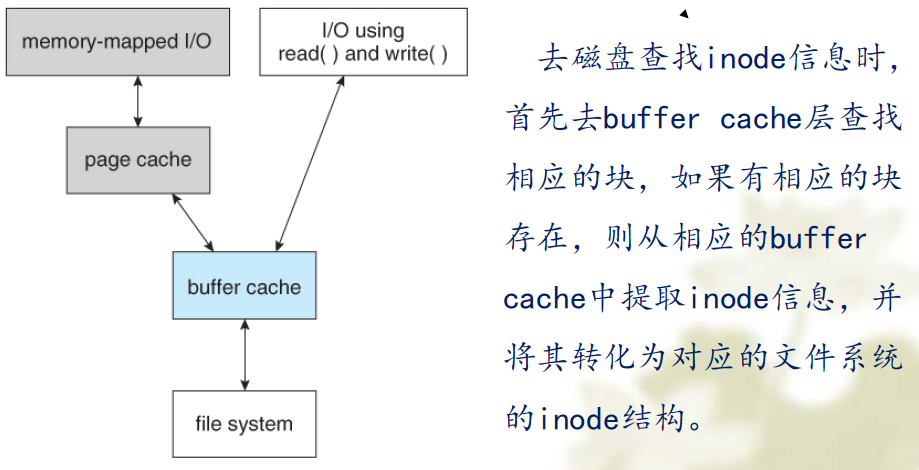 memory-mapped I/O
I/O using
read( ) and write( )
page cache
buffer cache
file system
去磁盘查找inode信息时，
首先去buffer cache层查找
相应的块，如果有相应的块
存在，则从相应的buffer
cache中提取inode信息，并
将其转化为对应的文件系统
的inode结构。